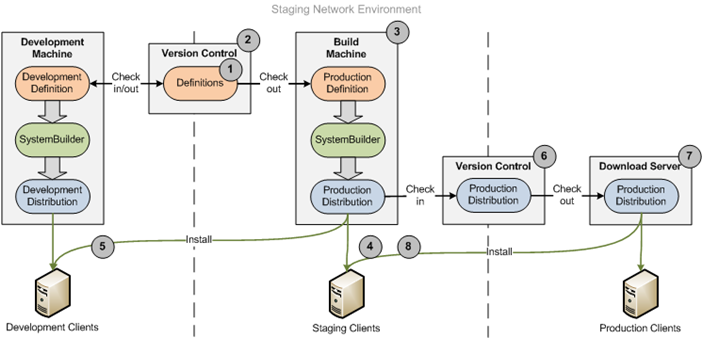 Staging Network Environment
Development
Machine
Development
Definition
SystemBuilder
Development
Distribution
Check
in/out
2
Version Control
1
Definitions
Check
out
3
Build
Machine
Production
Definition
SystemBuilder
Production
Distribution
Check
in
6
Version Control
Production
Distribution
Check
out
7
Download Server
Production
Distribution
5
Install
4
8
Install
Development Clients
Staging Clients
Production Clients